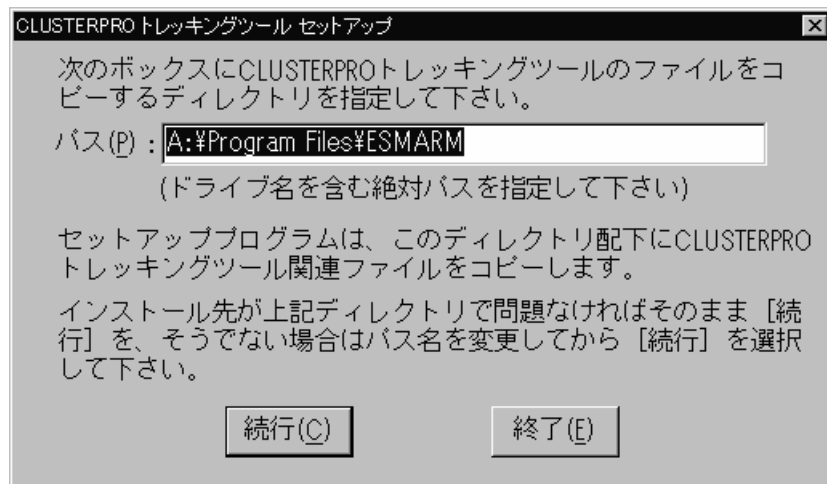 CLUSTERPRO トレッキングツール セットアップ
次のボックスにCLUSTERPROトレッキングツールのファイルをコ
ピーするディレクトリを指定して下さい。
パス(P) : A:¥Program Files¥ESMARM
(ドライブ名を含む絶対パスを指定して下さい)
セットアッププログラムは、このディレクトリ配下にCLUSTERPRO
トレッキングツール関連ファイルをコピーします。
インストール先が上記ディレクトリで問題なければそのまま［続
行］を、そうでない場合はパス名を変更してから［続行］を選択
して下さい。
続行(C) 終了(E)